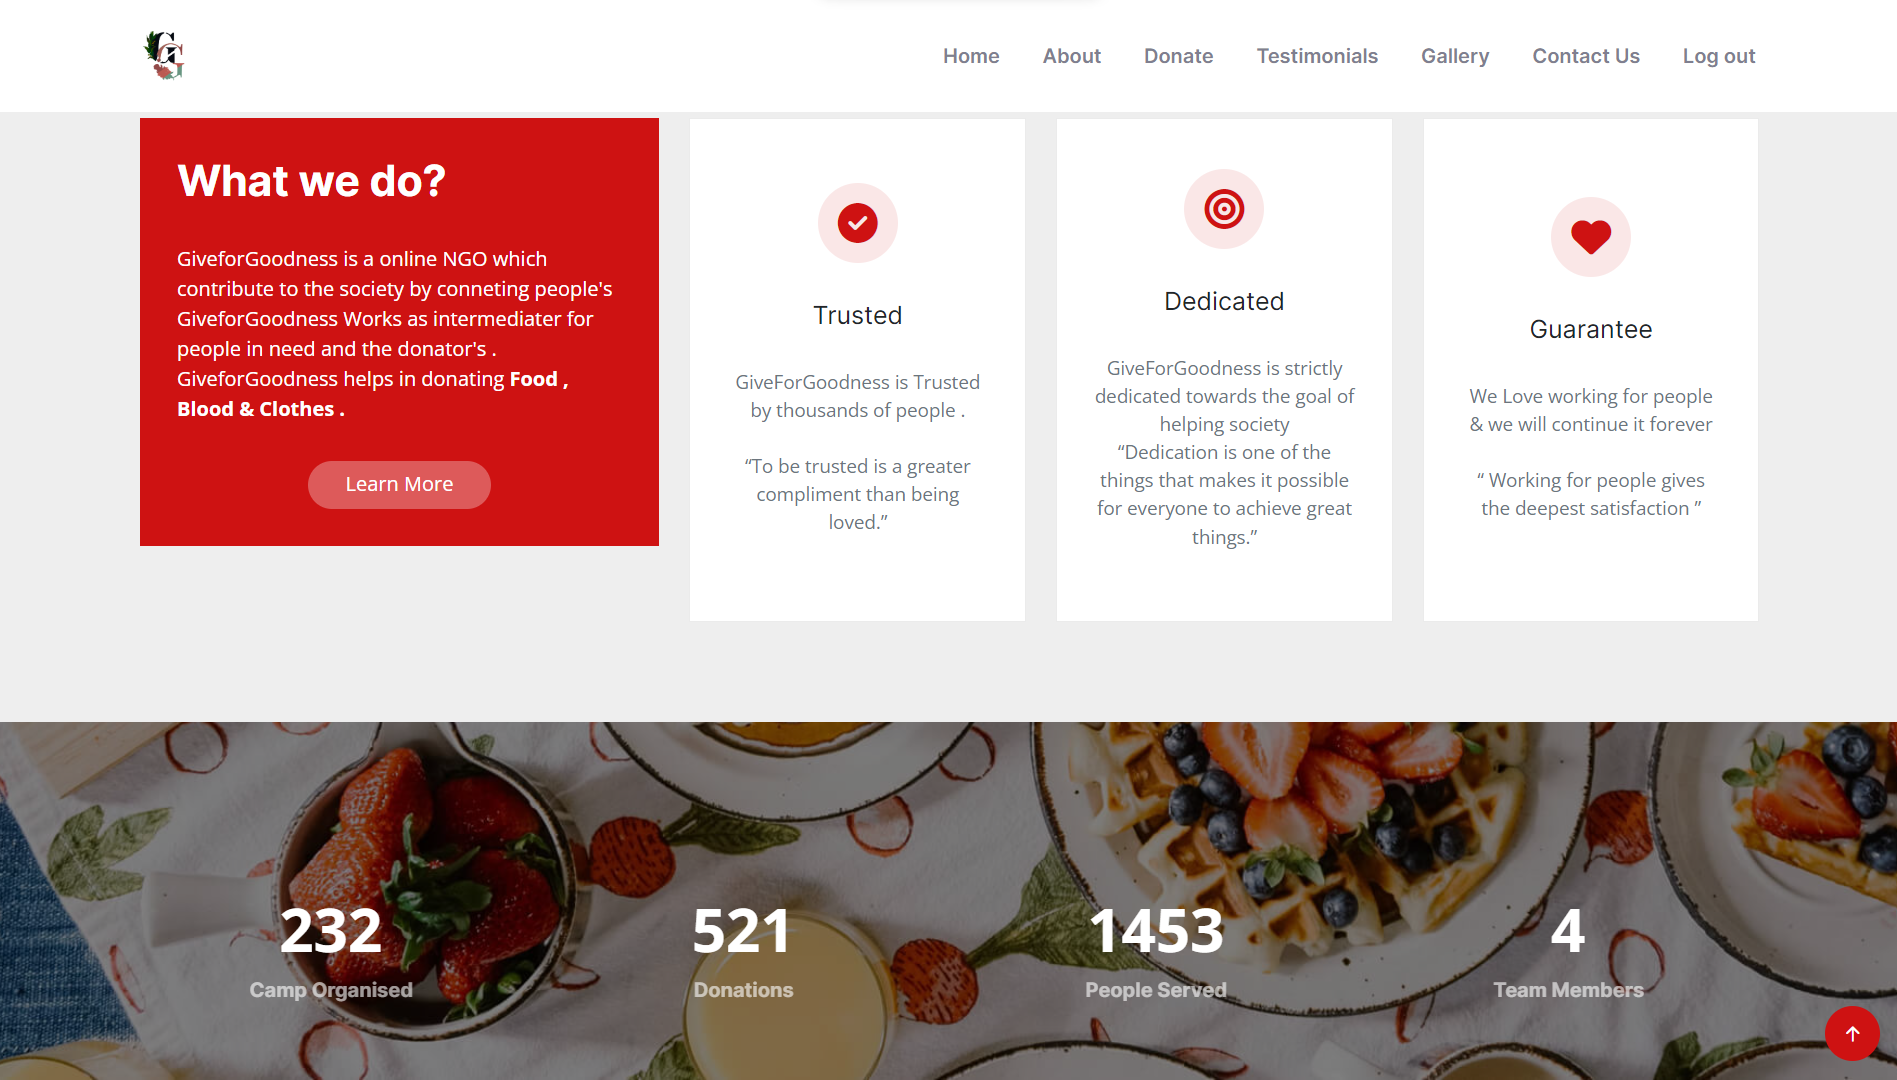 Home About Donate Testimonials Gallery Contact Us Log out
What we do?
GiveforGoodness is a online NGO which
contribute to the society by conneting people's
GiveforGoodness Works as intermediater for
people in need and the donator's .
GiveforGoodness helps in donating Food ,
Blood & Clothes .
Learn More
Trusted
GiveForGoodness is Trusted
by thousands of people .
“To be trusted is a greater
compliment than being
loved.”
Dedicated
GiveForGoodness is strictly
dedicated towards the goal of
helping society
“Dedication is one of the
things that makes it possible
for everyone to achieve great
things.”
Guarantee
We Love working for people
& we will continue it forever
“ Working for people gives
the deepest satisfaction ”
232
Camp Organised
521
Donations
1453
People Served
4
Team Members